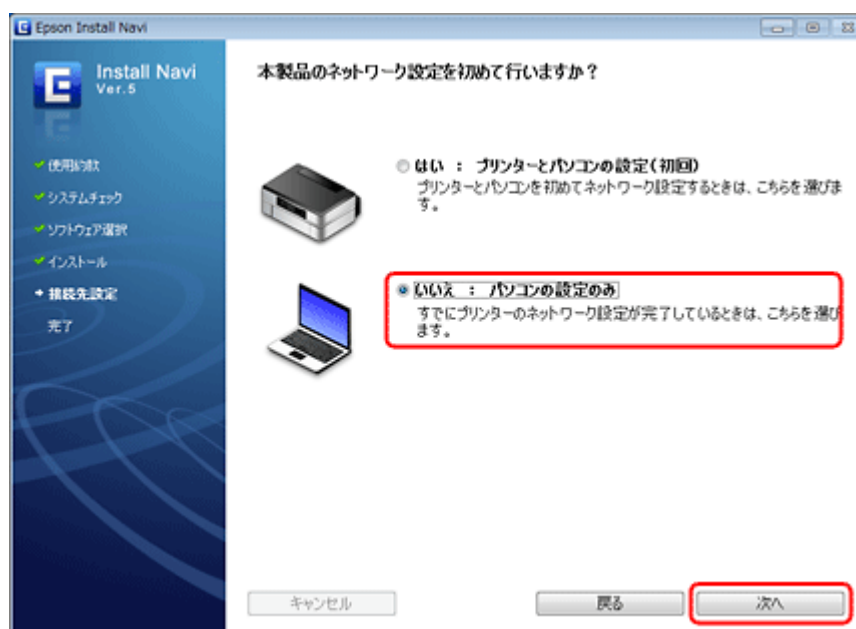 Epson Install Navi
Install Navi
Ver.5
使用約款
システムチェック
ソフトウェア選択
インストール
接続先設定
完了
本製品のネットワーク設定を初めて行いますか？
はい ： プリンターとパソコンの設定(初回)
プリンターとパソコンを初めてネットワーク設定するときは、こちらを選びま
す。
いいえ ： パソコンの設定のみ
すでにプリンターのネットワーク設定が完了しているときは、こちらを選び
ます。
キャンセル
戻る
次へ